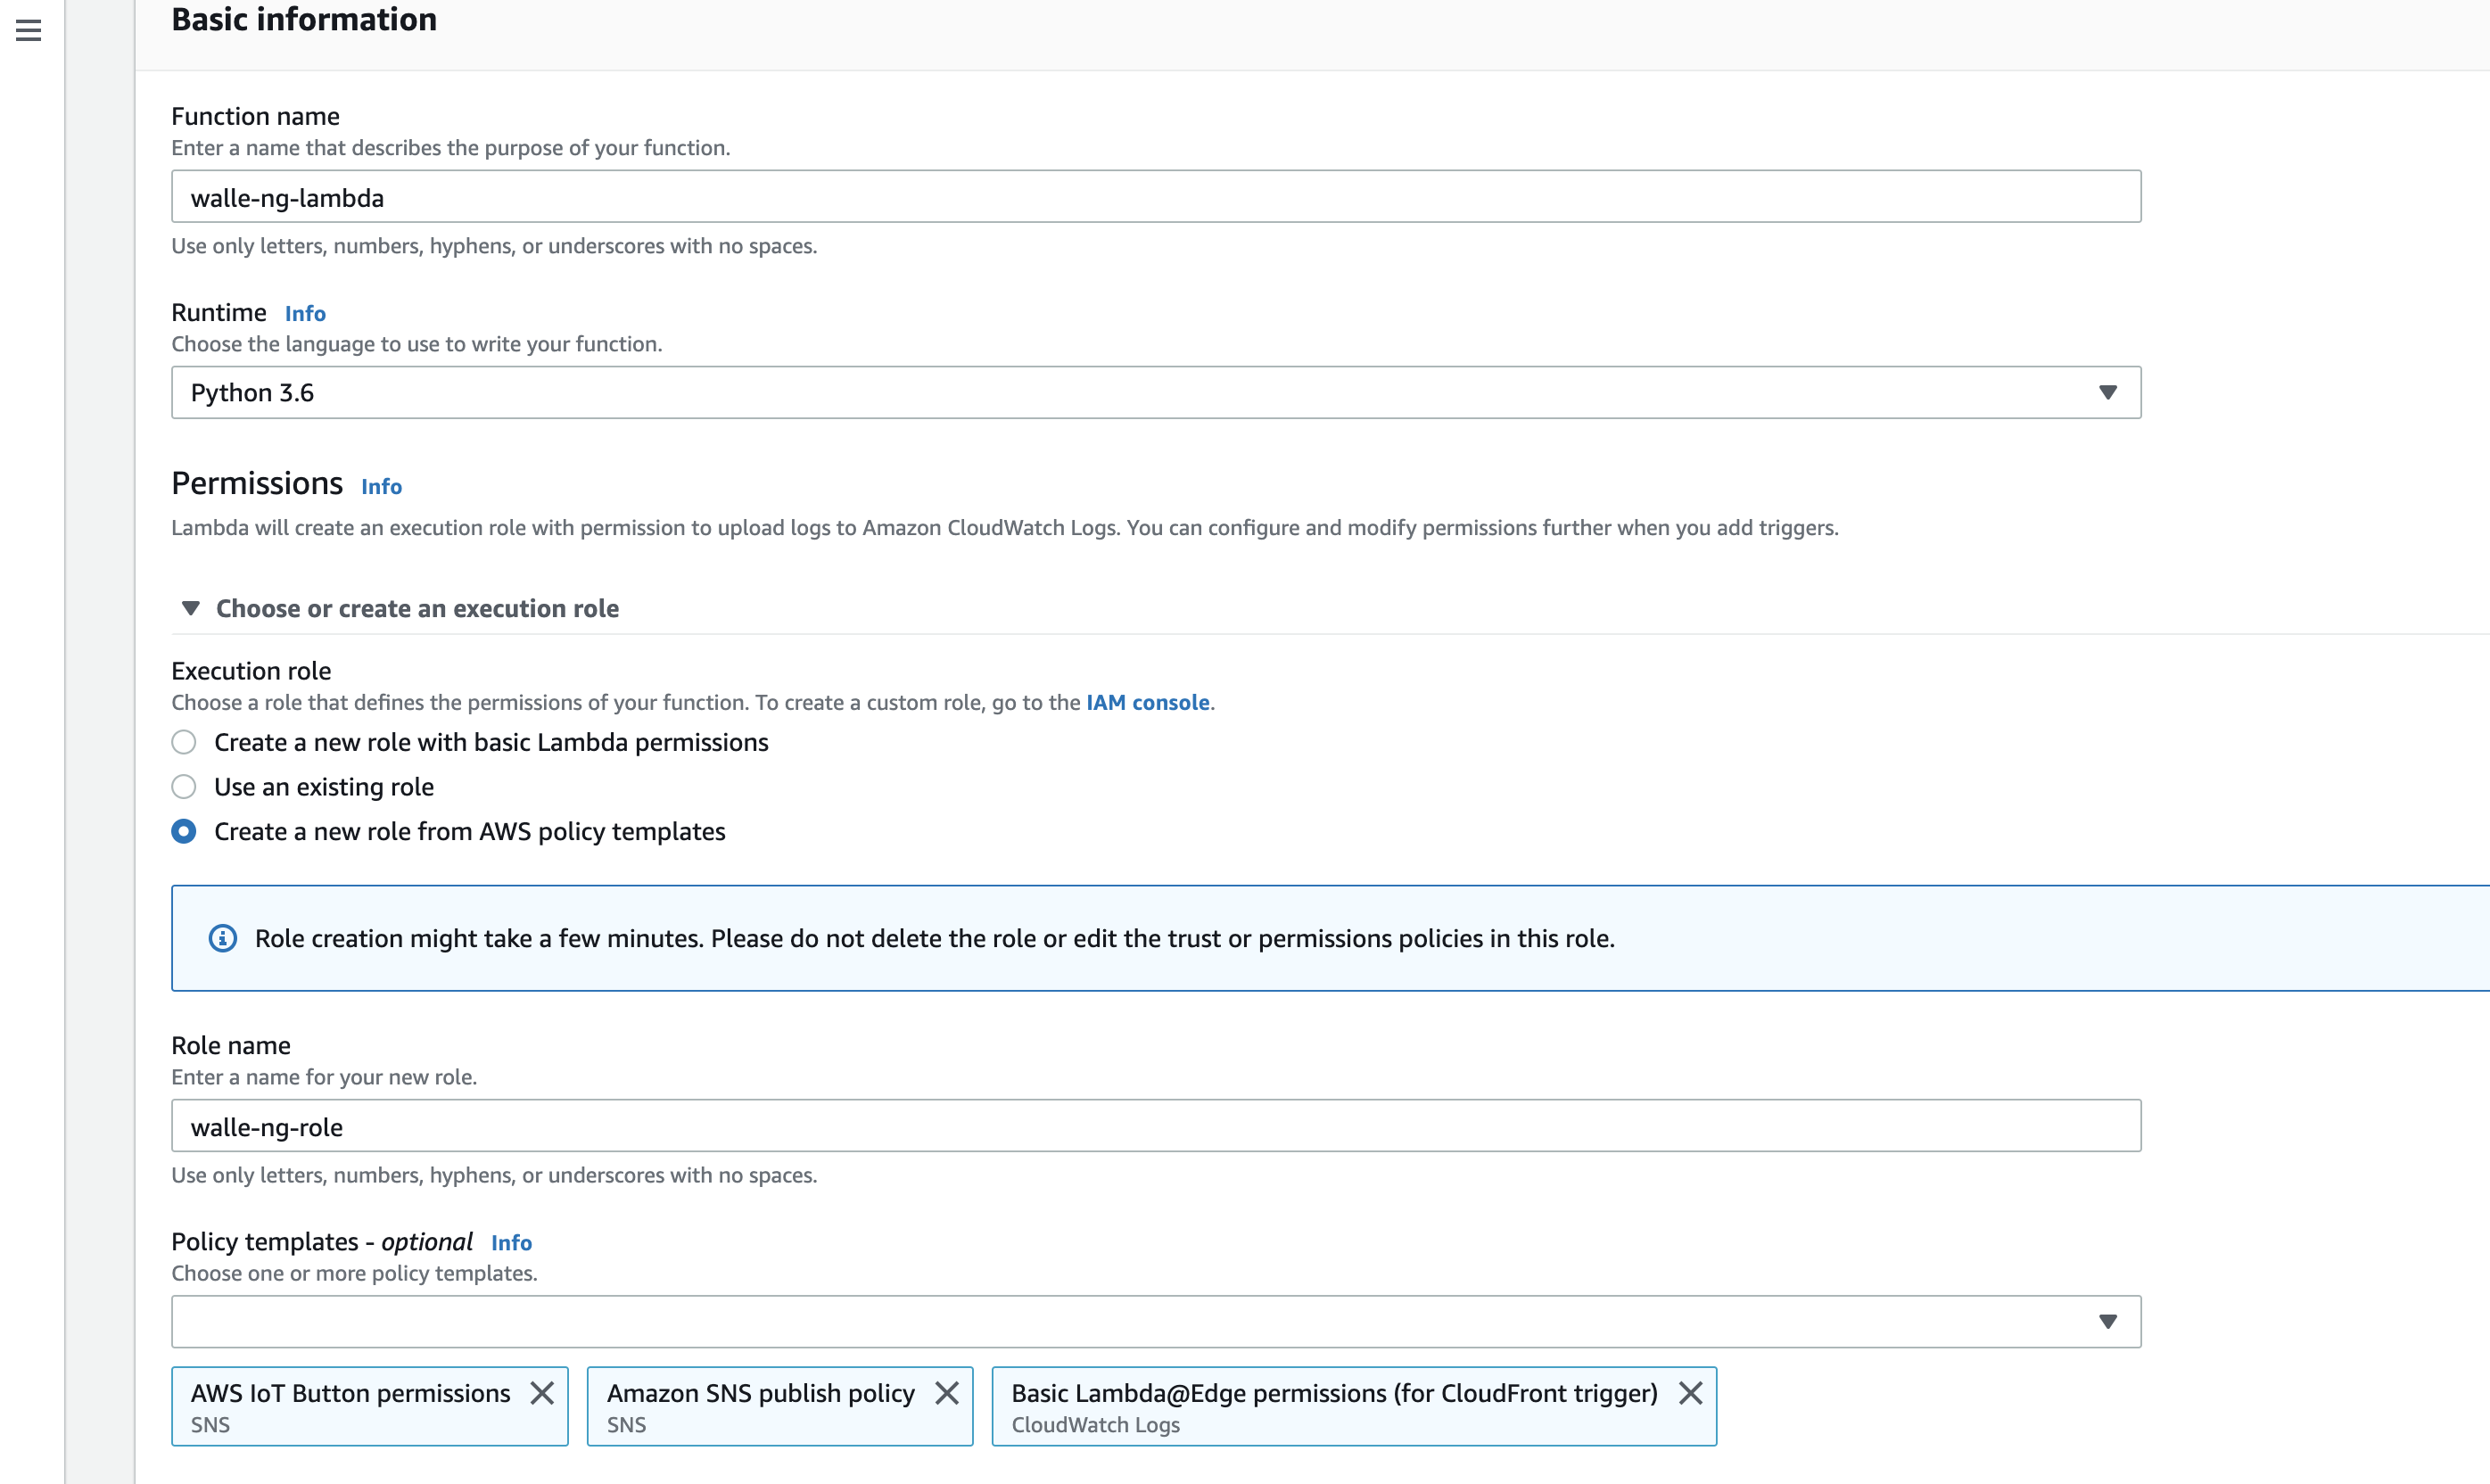 Basic information
Function name
Enter a name that describes the purpose of your function.
walle-ng-lambda
Use only letters, numbers, hyphens, or underscores with no spaces.
Runtime Info
Choose the language to use to write your function.
Python 3.6
Permissions Info
Lambda will create an execution role with permission to upload logs to Amazon CloudWatch Logs. You can configure and modify permissions further when you add triggers.
Choose or create an execution role
Execution role
Choose a role that defines the permissions of your function. To create a custom role, go to the IAM console.
Create a new role with basic Lambda permissions
Use an existing role
Create a new role from AWS policy templates
Role creation might take a few minutes. Please do not delete the role or edit the trust or permissions policies in this role.
Role name
Enter a name for your new role.
walle-ng-role
Use only letters, numbers, hyphens, or underscores with no spaces.
Policy templates - optional Info
Choose one or more policy templates.
AWS IoT Button permissions
SNS
Amazon SNS publish policy
SNS
Basic Lambda@Edge permissions (for CloudFront trigger)
CloudWatch Logs